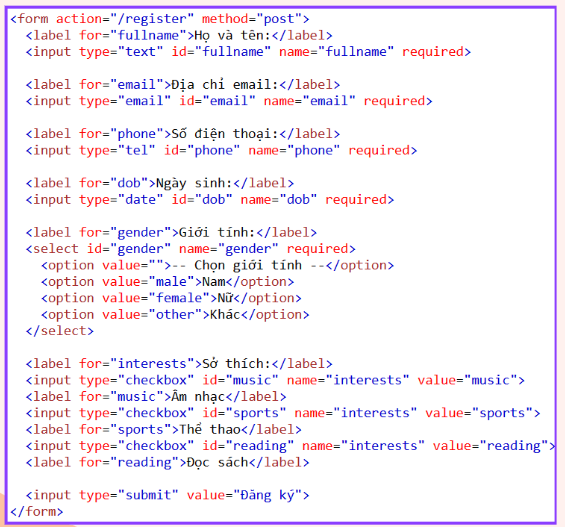 <form action="/register" method="post">
<label for="fullname">Họ và tên:</label>
<input type="text" id="fullname" name="fullname" required>
<label for="email">Địa chỉ email:</label>
<input type="email" id="email" name="email" required>
<label for="phone">Số điện thoại:</label>
<input type="tel" id="phone" name="phone" required>
<label for="dob">Ngày sinh:</label>
<input type="date" id="dob" name="dob" required>
<label for="gender">Giới tính:</label>
<select id="gender" name="gender" required>
<option value="">-- Chọn giới tính --</option>
<option value="male">Nam</option>
<option value="female">Nữ</option>
<option value="other">Khác</option>
</select>
<label for="interests">Sở thích:</label>
<input type="checkbox" id="music" name="interests" value="music">
<label for="music">Âm nhạc</label>
<input type="checkbox" id="sports" name="interests" value="sports">
<label for="sports">Thể thao</label>
<input type="checkbox" id="reading" name="interests" value="reading">
<label for="reading">Đọc sách</label>
<input type="submit" value="Đăng ký">
</form>